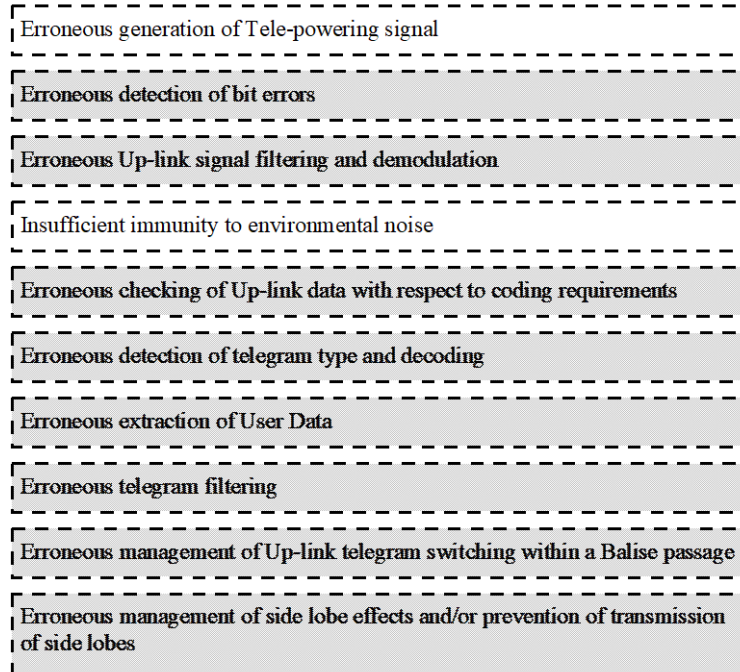 Erroneous generation of Tele-powering signal
Erroneous detection of bit errors
Erroneous Up-link signal filtering and demodulation
Insufficient immunity to environmental noise
Erroneous checking of Up-link data with respect to coding requirements
Erroneous detection of telegram type and decoding
Erroneous extraction of User Data
Erroneous telegram filtering
Erroneous management of Up-link telegram switching within a Balise passage
Erroneous management of side lobe effects and/or prevention of transmission
of side lobes